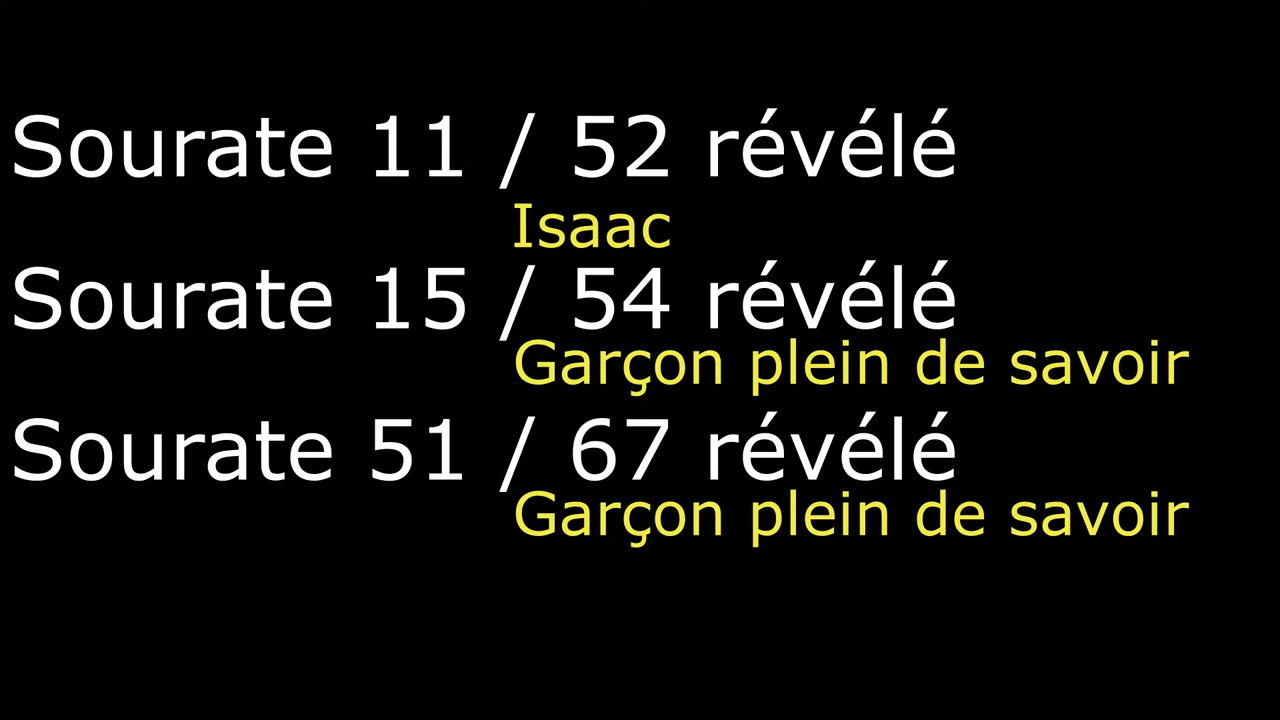 Sourate 11 / 52 révélé
Isaac
Sourate 15 / 54 révélé
Garçon plein de savoir
Sourate 51 / 67 révélé
Garçon plein de savoir